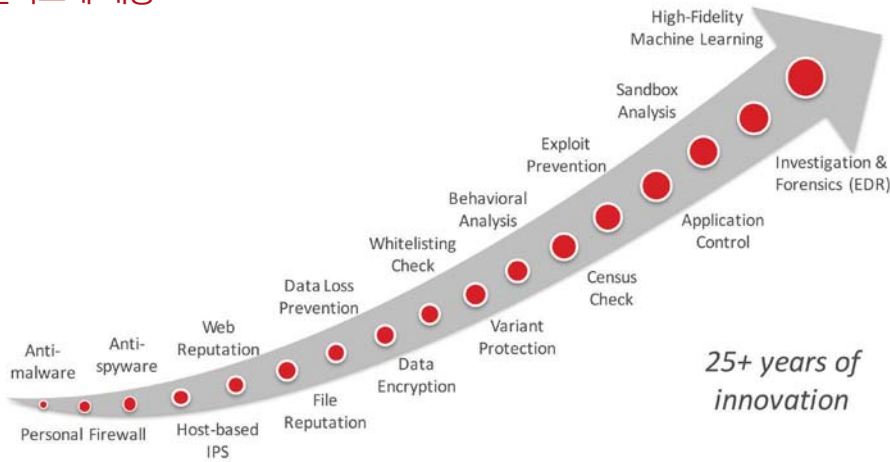 High-Fidelity
Machine Learning
Sandbox
Analysis
Exploit
Prevention
Investigation &
Forensics (EDR)
Behavioral
Analysis
Application
Control
Whitelisting
Check
Data Loss
Prevention
Census
Check
Web
Reputation
Variant
Protection
Anti-
malware
Anti-
spyware
Data
Encryption
25+ years of
innovation
File
Reputation
Personal Firewall
Host-based
IPS